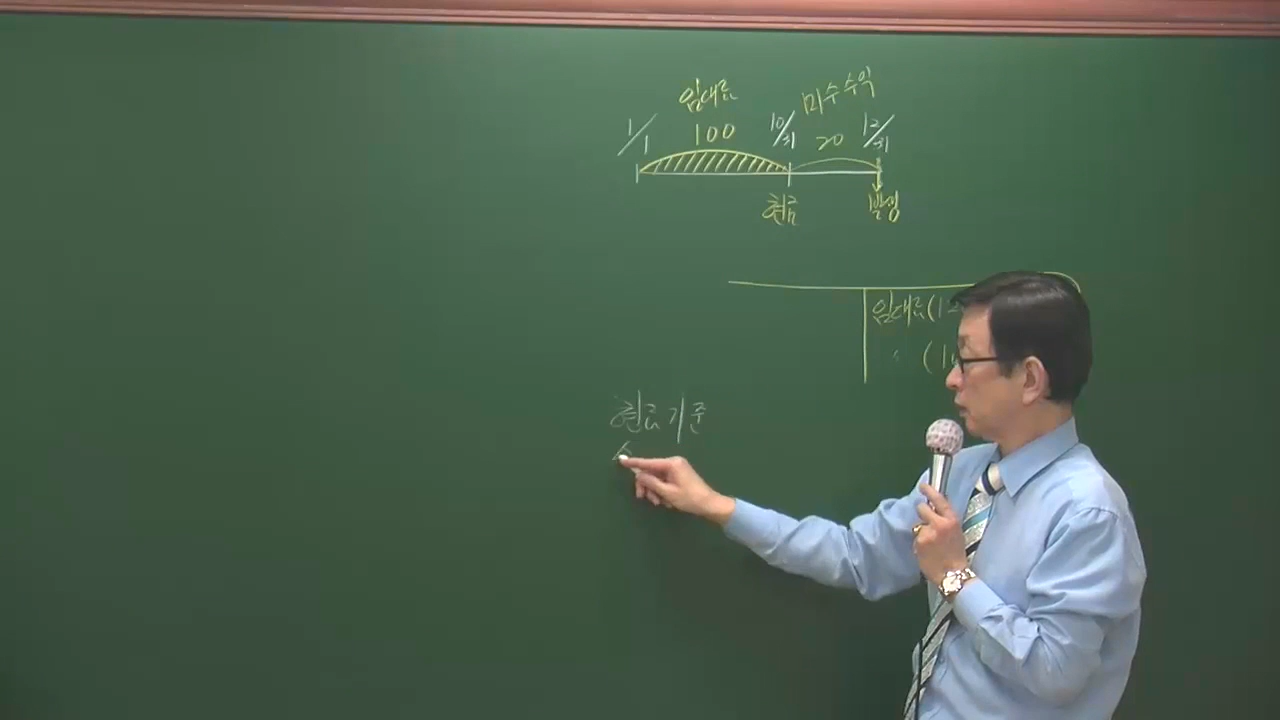 임대료 미수수익
1/1 100 10/31 20 12/31
현금 발생
임대료(12
〃 (1
현금기준